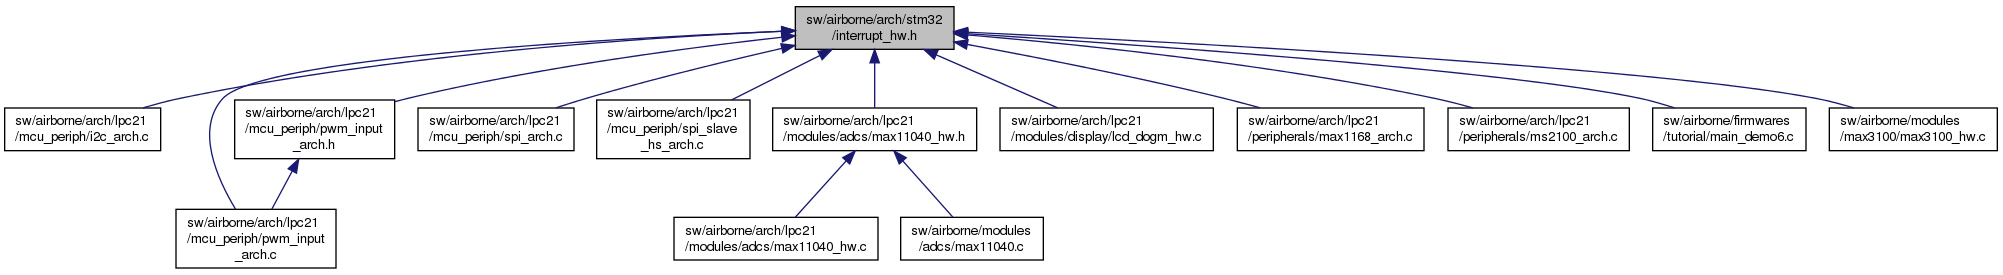 sw/airborne/arch/stm32
/interrupt_hw.h
sw/airborne/arch/lpc21
/mcu_periph/i2c_arch.c
sw/airborne/arch/lpc21
/mcu_periph/pwm_input
_arch.h
sw/airborne/arch/lpc21
/mcu_periph/spi_arch.c
sw/airborne/arch/lpc21
/mcu_periph/spi_slave
_hs_arch.c
sw/airborne/arch/lpc21
/modules/adcs/max11040_hw.h
sw/airborne/arch/lpc21
/modules/display/lcd_dogm_hw.c
sw/airborne/arch/lpc21
/peripherals/max1168_arch.c
sw/airborne/arch/lpc21
/peripherals/ms2100_arch.c
sw/airborne/firmwares
/tutorial/main_demo6.c
sw/airborne/modules
/max3100/max3100_hw.c
sw/airborne/arch/lpc21
/mcu_periph/pwm_input
_arch.c
sw/airborne/arch/lpc21
/modules/adcs/max11040_hw.c
sw/airborne/modules
/adcs/max11040.c